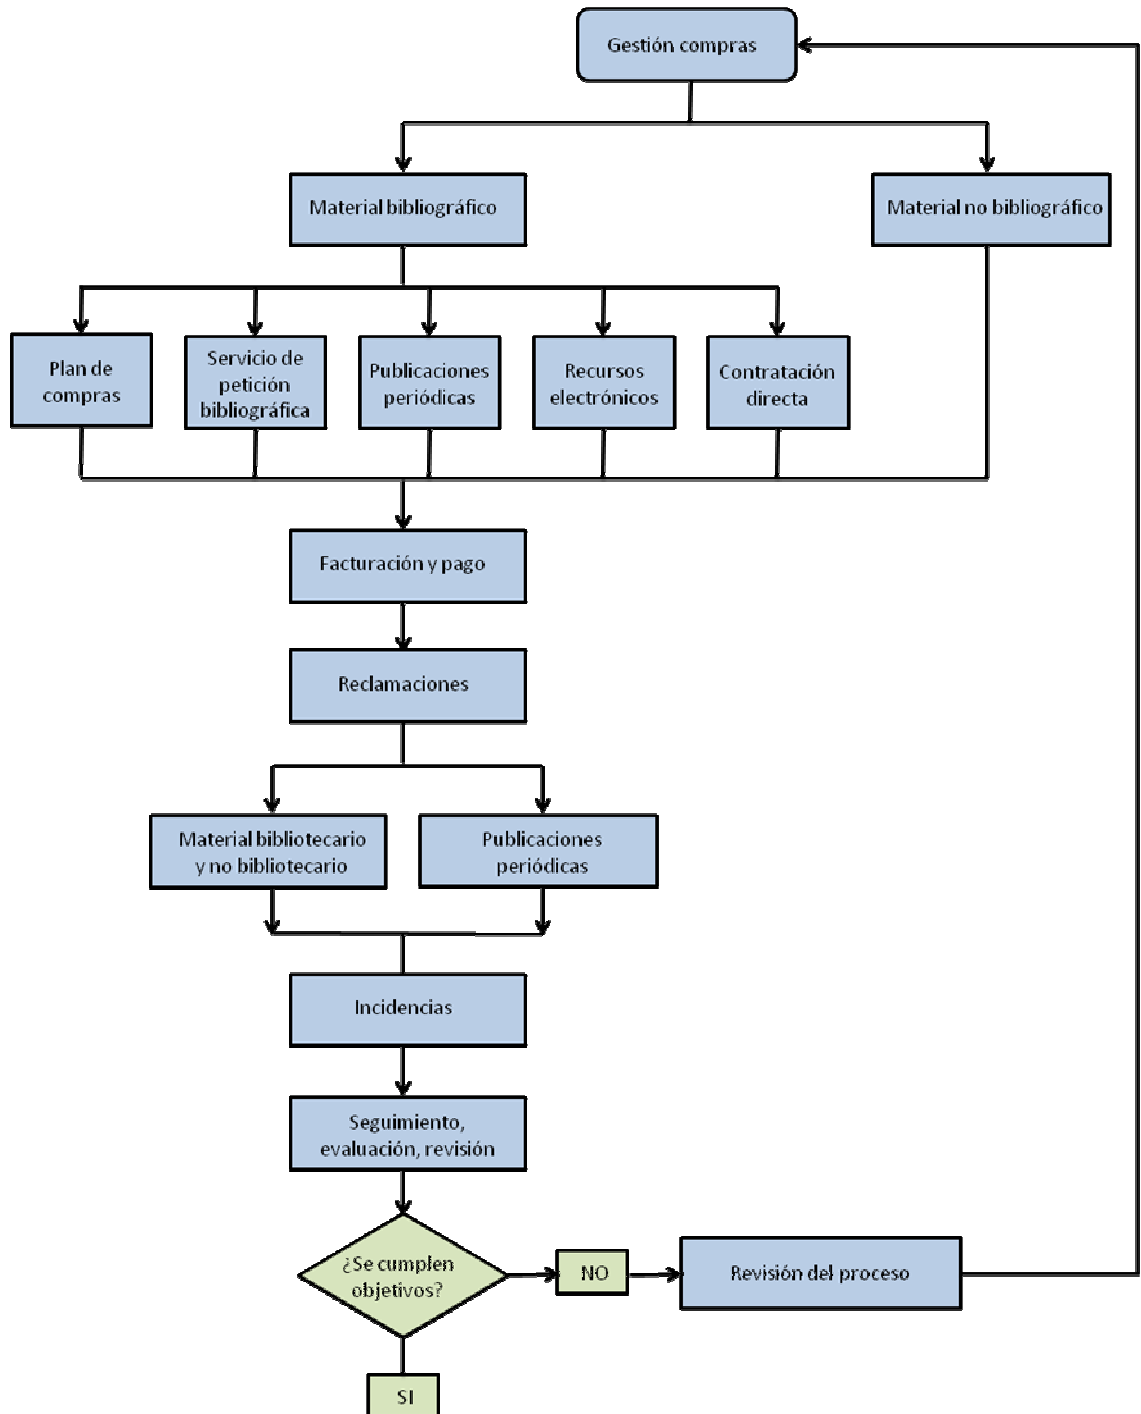 Gestión compras
Material bibliográfico
Material no bibliográfico
Plan de
compras
Servicio de
petición
bibliográfica
Publicaciones
periódicas
Recursos
electrónicos
Contratación
directa
Facturación y pago
Reclamaciones
Material bibliotecario
y no bibliotecario
Publicaciones
periódicas
Incidencias
Seguimiento,
evaluación, revisión
¿Se cumplen
objetivos?
NO
Revisión del proceso
SI